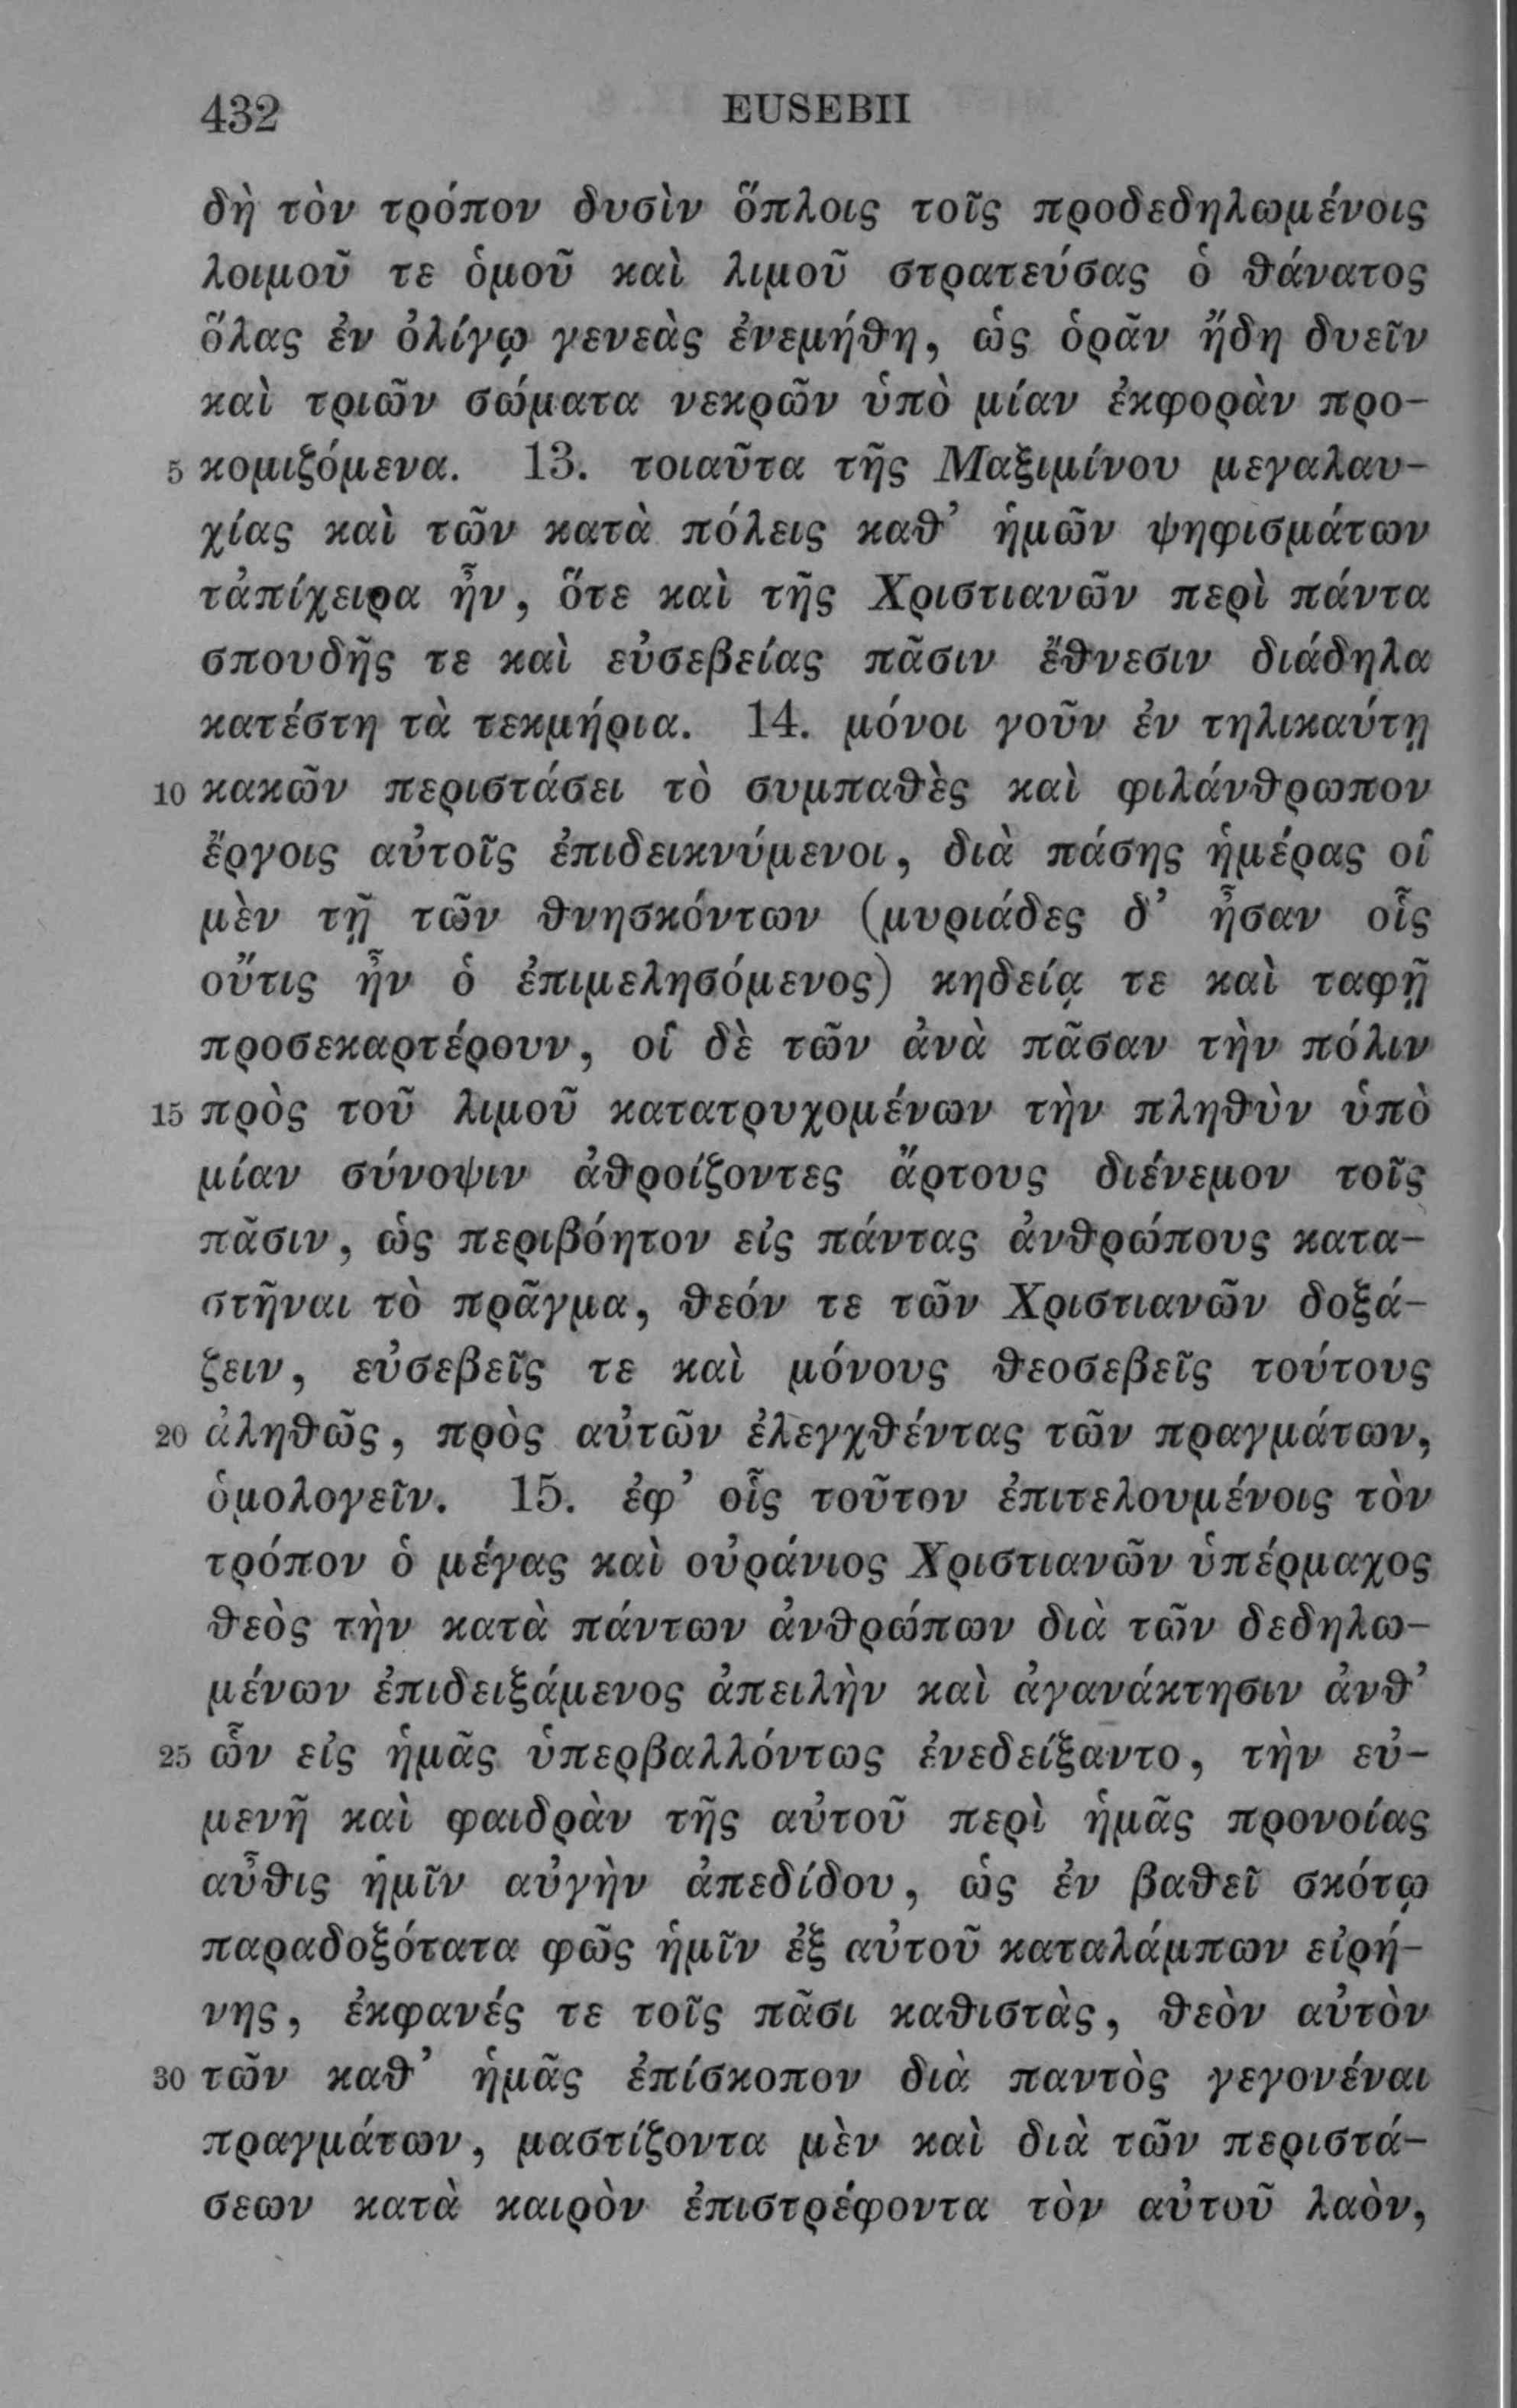 432 EUSEBII
δὴ τὸν τρόπον δυσὶν ὅπλοις τοῖς προδεδηλωμένοις
λοιμοῦ τε ὁμοῦ καὶ λιμοῦ στρατεύσας ὁ θάνατος
ὅλας ἐν ὀλίγῳ γενεὰς ἐνεμήθη, ὡς ὁρᾶν ἤδη δυεῖν
καὶ τριῶν σώματα νεκρῶν ὑπὸ μίαν ἐκφορὰν προ-
5 κομιζόμενα. 13. τοιαῦτα τῆς Μαξιμίνου μεγαλαυ-
χίας καὶ τῶν κατὰ πόλεις καθ’ ἡμῶν ψηφισμάτων
τἀπίχειρα ἦν, ὅτε καὶ τῆς Χριστιανῶν περὶ πάντα
σπουδῆς τε καὶ εὐσεβείας πᾶσιν ἔθνεσιν διάδηλα
κατέστη τὰ τεκμήρια. 14. μόνοι γοῦν ἐν τηλικαύτῃ
10 κακῶν περιστάσει τὸ συμπαθὲς καὶ φιλάνθρωπον
ἔργοις αὐτοῖς ἐπιδεικνύμενοι, διὰ πάσης ἡμέρας οἱ
μὲν τῇ τῶν θνησκόντων (μυριάδες δ’ ἦσαν οἷς
οὔτις ἦν ὁ ἐπιμελησόμενος) κηδείᾳ τε καὶ ταφῇ
προσεκαρτέρουν, οἱ δὲ τῶν ἀνὰ πᾶσαν τὴν πόλιν
15 πρὸς τοῦ λιμοῦ κατατρυχομένων τὴν πληθὺν ὑπὸ
μίαν σύνοψιν ἀθροίζοντες ἄρτους διένεμον τοῖς
πᾶσιν, ὡς περιβόητον εἰς πάντας ἀνθρώπους κατα-
στῆναι τὸ πρᾶγμα, θεόν τε τῶν Χριστιανῶν δοξά-
ζειν, εὐσεβεῖς τε καὶ μόνους θεοσεβεῖς τούτους
20 ἀληθῶς, πρὸς αὐτῶν ἐλεγχθέντας τῶν πραγμάτων,
ὁμολογεῖν. 15. ἐφ’ οἷς τοῦτον ἐπιτελουμένοις τὸν
τρόπον ὁ μέγας καὶ οὐράνιος Χριστιανῶν ὑπέρμαχος
θεὸς τὴν κατὰ πάντων ἀνθρώπων διὰ τῶν δεδηλω-
μένων ἐπιδειξάμενος ἀπειλὴν καὶ ἀγανάκτησιν ἀνθ’
25 ὧν εἰς ἡμᾶς ὑπερβαλλόντως ἐνεδείξαντο, τὴν εὐ-
μενῆ καὶ φαιδρὰν τῆς αὐτοῦ περὶ ἡμᾶς προνοίας
αὖθις ἡμῖν αὐγὴν ἀπεδίδου, ὡς ἐν βαθεῖ σκότῳ
παραδοξότατα φῶς ἡμῖν ἐξ αὐτοῦ καταλάμπων εἰρή-
νης, ἐκφανές τε τοῖς πᾶσι καθιστὰς, θεὸν αὐτὸν
30 τῶν καθ’ ἡμᾶς ἐπίσκοπον διὰ παντὸς γεγονέναι
πραγμάτων, μαστίζοντα μὲν καὶ διὰ τῶν περιστά-
σεων κατὰ καιρὸν ἐπιστρέφοντα τὸν αὐτοῦ λαὸν,